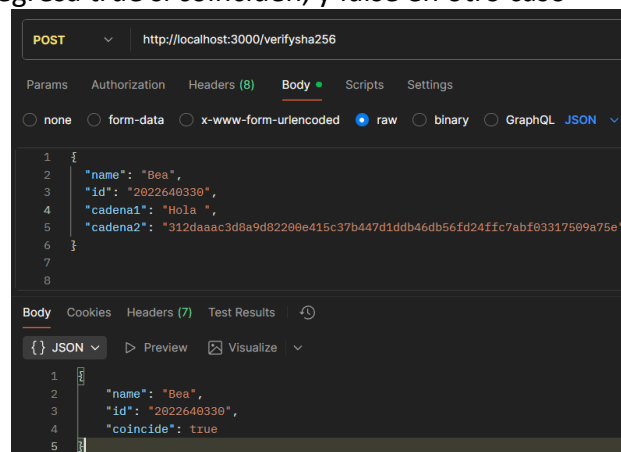 egresa true si coinciden, y false en otro caso
POST http://localhost:3000/verifysha256
Params Authorization Headers (8) Body Scripts Settings
none form-data x-www-form-urlencoded raw binary GraphQL JSON
1 {
2 "name": "Bea",
3 "id": "2022640330",
4 "cadena1": "Hola ",
5 "cadena2": "312daaac3d8a9d82200e415c37b447d1ddb46db56fd24ffc7abf03317509a75e"
6 }
7
8
Body Cookies Headers (7) Test Results
{} JSON Preview Visualize
1 {
2 "name": "Bea",
3 "id": "2022640330",
4 "coincide": true
5 }